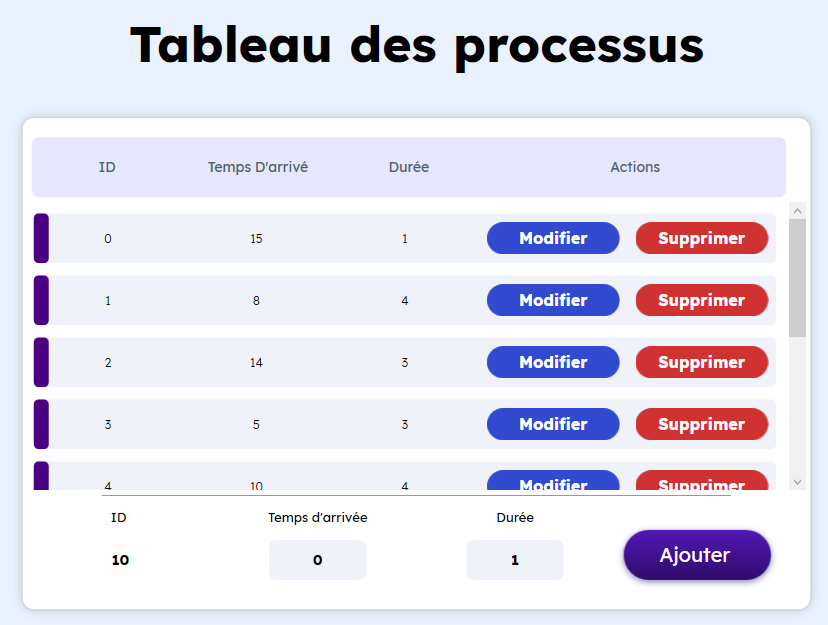 Tableau des processus
ID Temps D'arrivé Durée Actions
0 15 1 Modifier Supprimer
1 8 4 Modifier Supprimer
2 14 3 Modifier Supprimer
3 5 3 Modifier Supprimer
4 10 4 Modifier Supprimer
ID Temps d'arrivée Durée
10 0 1 Ajouter